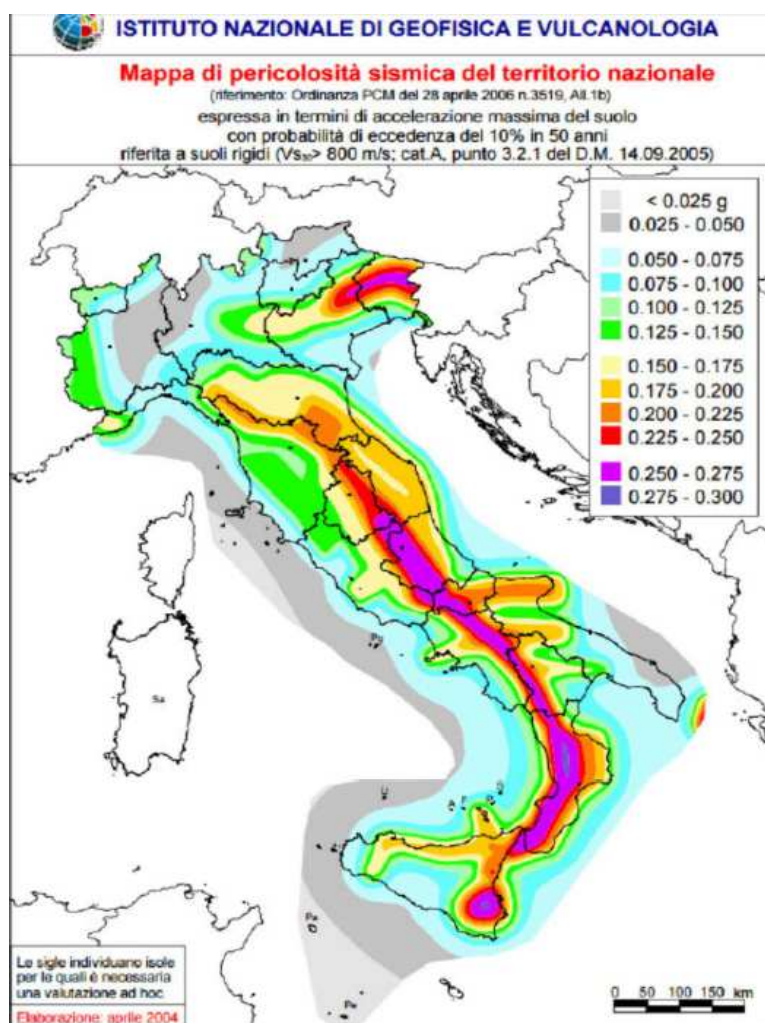 ISTITUTO NAZIONALE DI GEOFISICA E VULCANOLOGIA
Mappa di pericolosità sismica del territorio nazionale
(riferimento: Ordinanza PCM del 28 aprile 2006 n.3519, All.1b)
espressa in termini di accelerazione massima del suolo
con probabilità di eccedenza del 10% in 50 anni
riferita a suoli rigidi (Vs30> 800 m/s; cat.A, punto 3.2.1 del D.M. 14.09.2005)
< 0.025 g
0.025 - 0.050
0.050 - 0.075
0.075 - 0.100
0.100 - 0.125
0.125 - 0.150
0.150 - 0.175
0.175 - 0.200
0.200 - 0.225
0.225 - 0.250
0.250 - 0.275
0.275 - 0.300
Sa
U
A
F
Pe
Le sigle individuano isole
per le quali è necessaria
una valutazione ad hoc
Elaborazione: aprile 2004
0 50 100 150 km